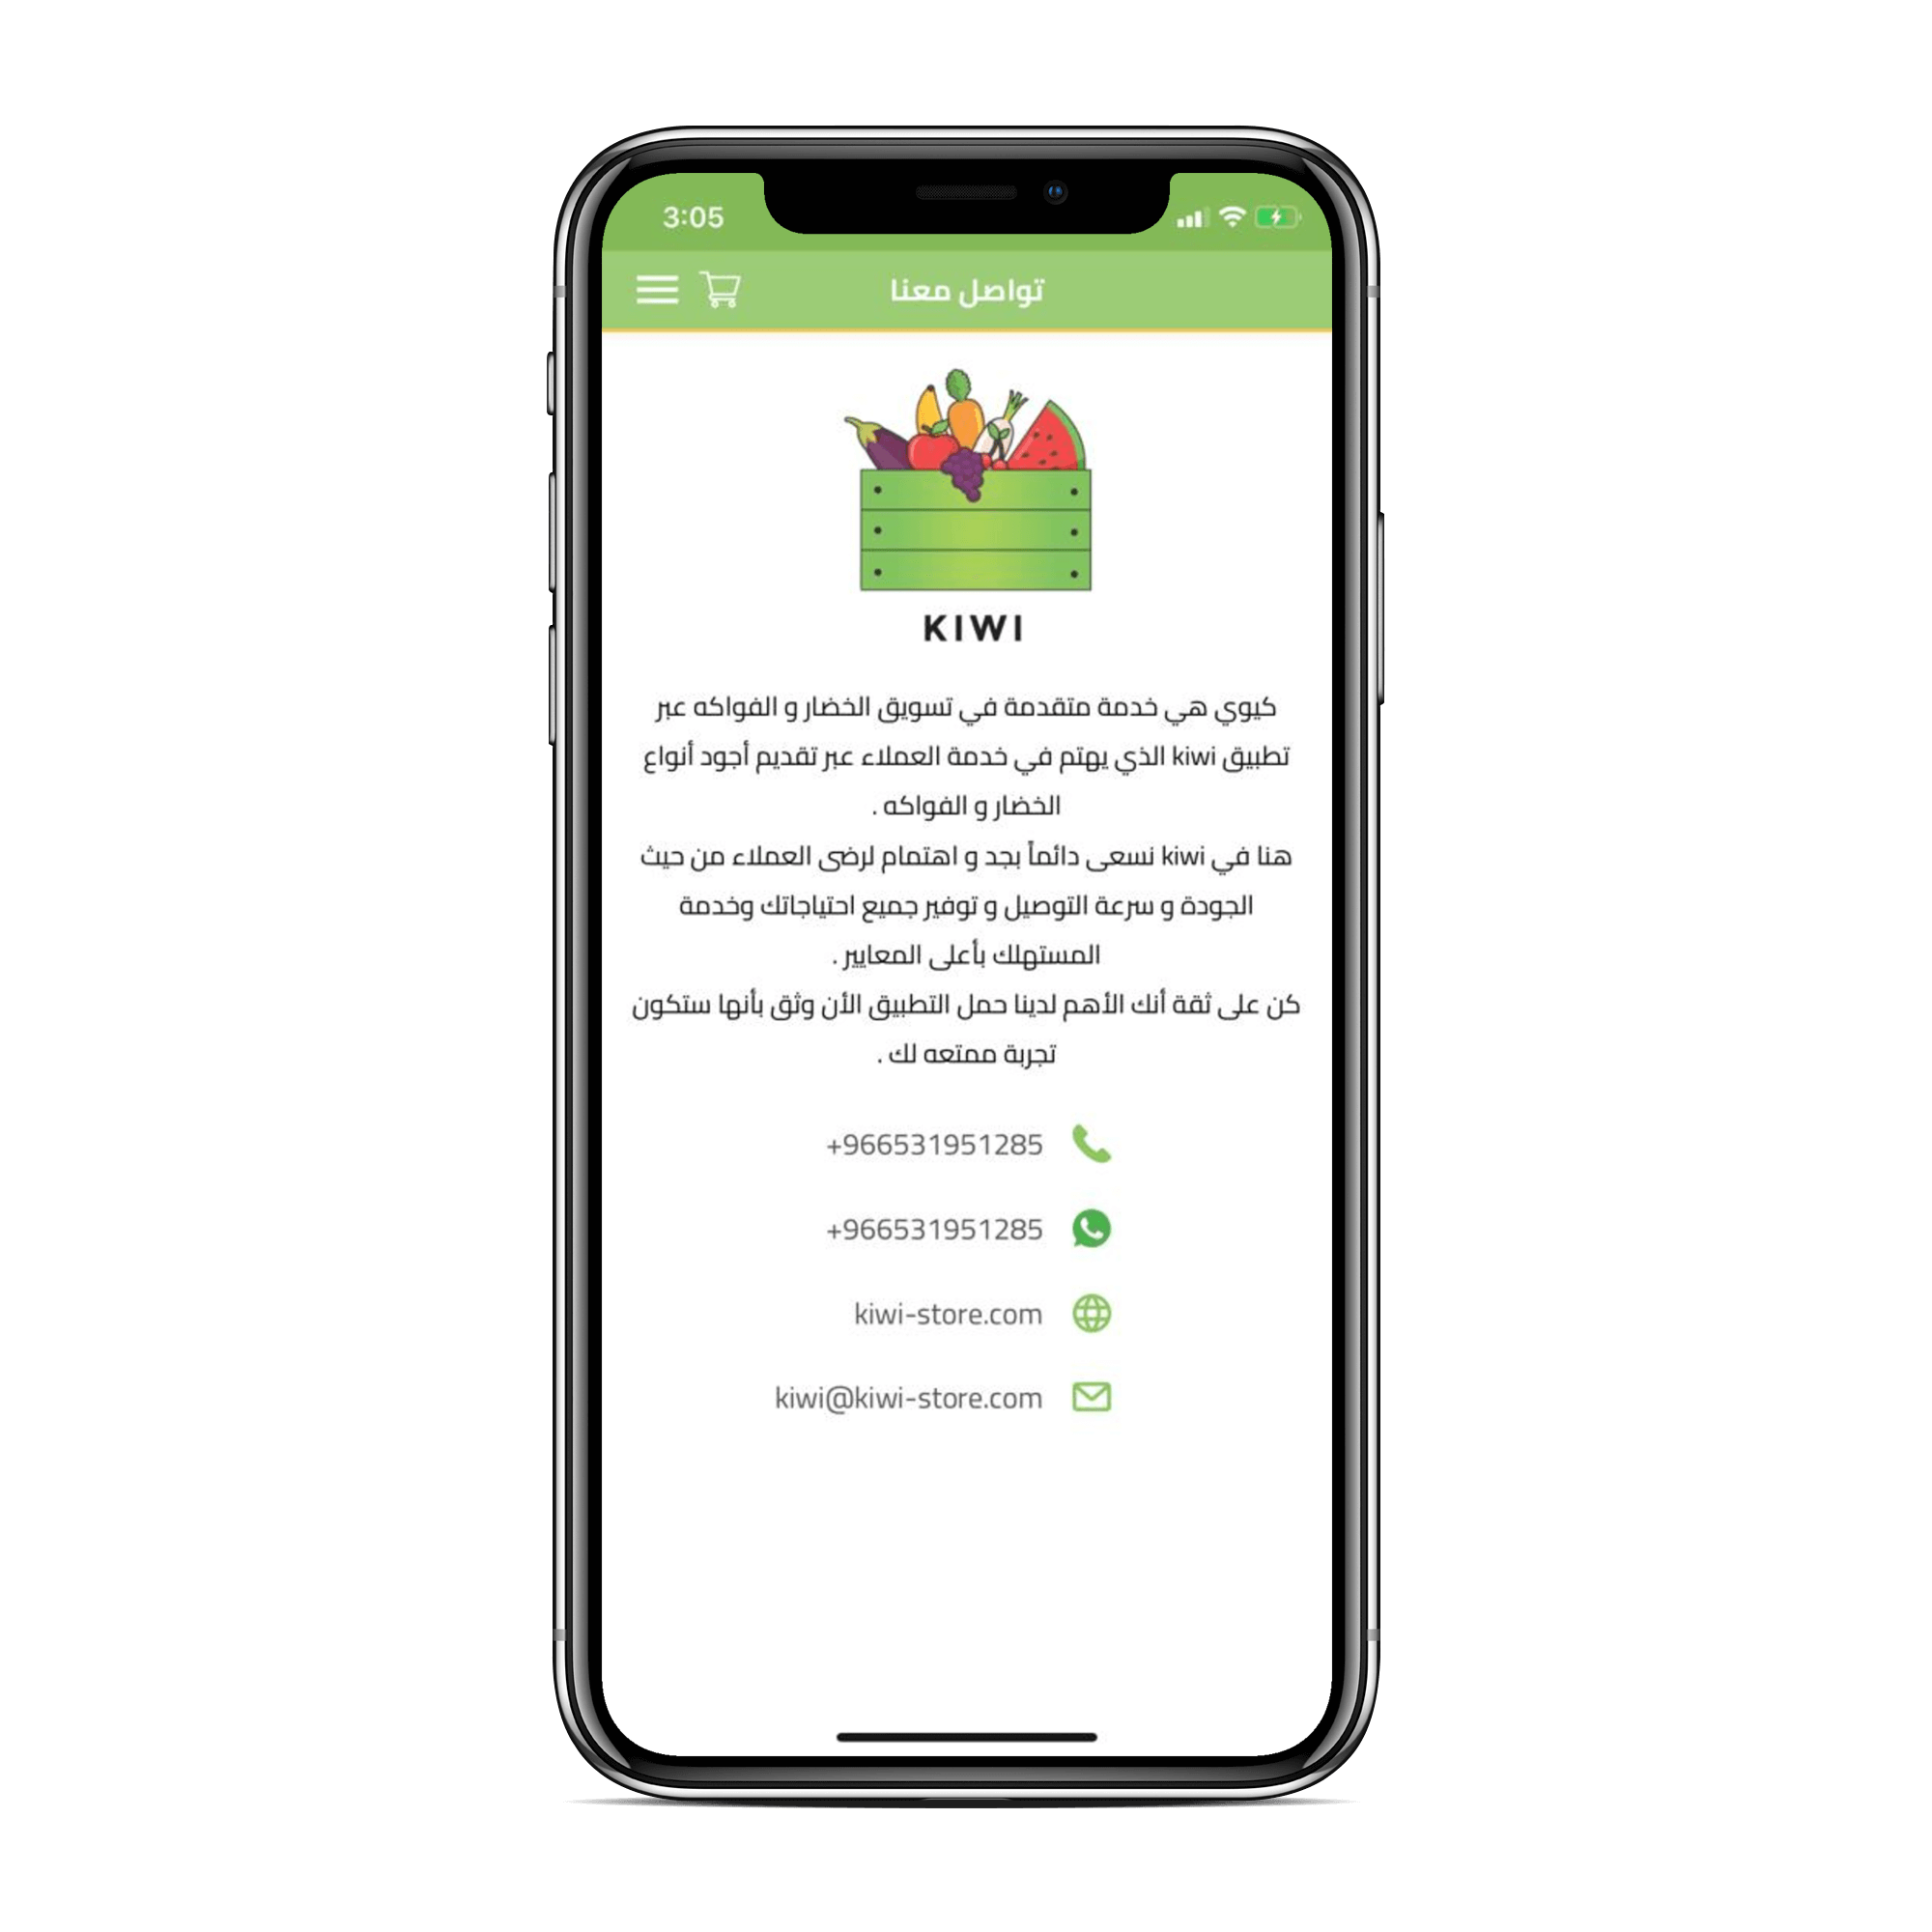 3:05
تواصل معنا
KIWI
كيوي هي خدمة متقدمة في تسويق الخضار و الفواكه عبر
تطبيق kiwi الذي يهتم في خدمة العملاء عبر تقديم أجود أنواع
الخضار و الفواكه .
هنا في kiwi نسعى دائماً بجد و اهتمام لرضى العملاء من حيث
الجودة و سرعة التوصيل و توفير جميع احتياجاتك وخدمة
المستهلك بأعلى المعايير .
كن على ثقة أنك الأهم لدينا حمل التطبيق الأن وثق بأنها ستكون
تجربة ممتعه لك .
+966531951285
+966531951285
kiwi-store.com
kiwi@kiwi-store.com